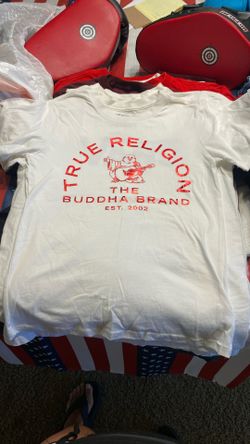 TRUE RELIGION
THE
BUDDHA BRAND
EST. 2002